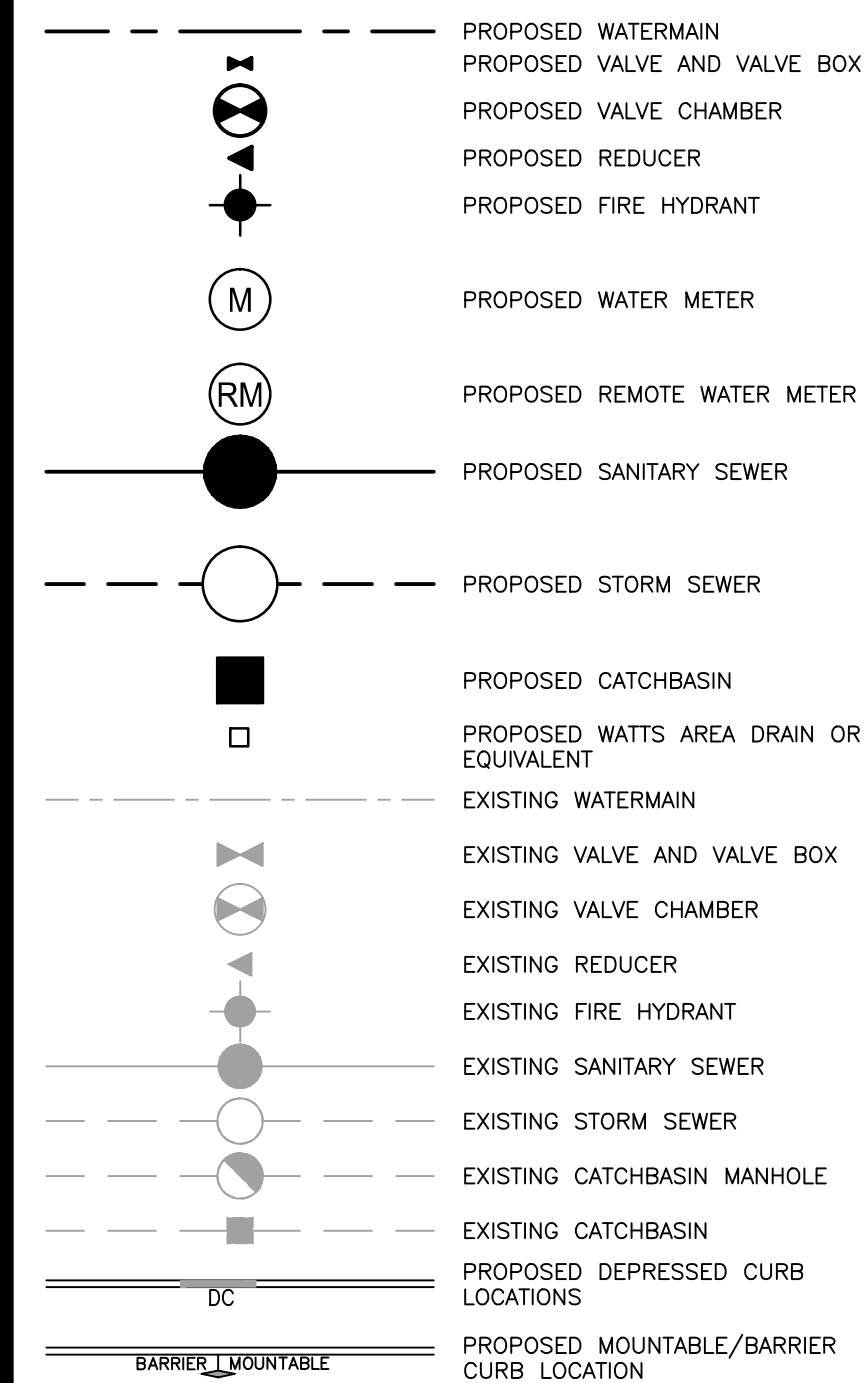 PROPOSED WATERMAIN
PROPOSED VALVE AND VALVE BOX
PROPOSED VALVE CHAMBER
PROPOSED REDUCER
PROPOSED FIRE HYDRANT
M PROPOSED WATER METER
RM PROPOSED REMOTE WATER METER
PROPOSED SANITARY SEWER
PROPOSED STORM SEWER
PROPOSED CATCHBASIN
PROPOSED WATTS AREA DRAIN OR
EQUIVALENT
EXISTING WATERMAIN
EXISTING VALVE AND VALVE BOX
EXISTING VALVE CHAMBER
EXISTING REDUCER
EXISTING FIRE HYDRANT
EXISTING SANITARY SEWER
EXISTING STORM SEWER
EXISTING CATCHBASIN MANHOLE
EXISTING CATCHBASIN
DC
PROPOSED DEPRESSED CURB
LOCATIONS
BARRIER MOUNTABLE
PROPOSED MOUNTABLE/BARRIER
CURB LOCATION